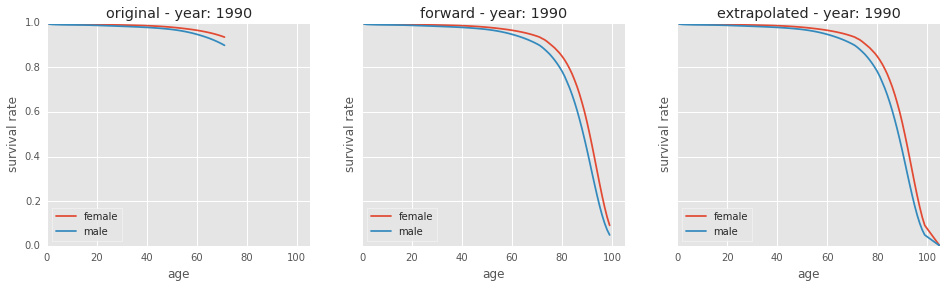 original - year: 1990
1.0
0.8
0.6
0.4
0.2
0.0
survival rate
female
male
0 20 40 60 80 100
age
forward - year: 1990
survival rate
female
male
0 20 40 60 80 100
age
extrapolated - year: 1990
survival rate
female
male
0 20 40 60 80 100
age